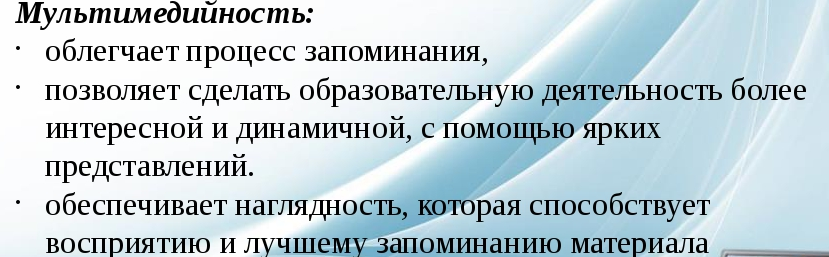 Мультимедийность:
· облегчает процесс запоминания,
· позволяет сделать образовательную деятельность более
интересной и динамичной, с помощью ярких
представлений.
· обеспечивает наглядность, которая способствует
восприятию и лучшему запоминанию материала